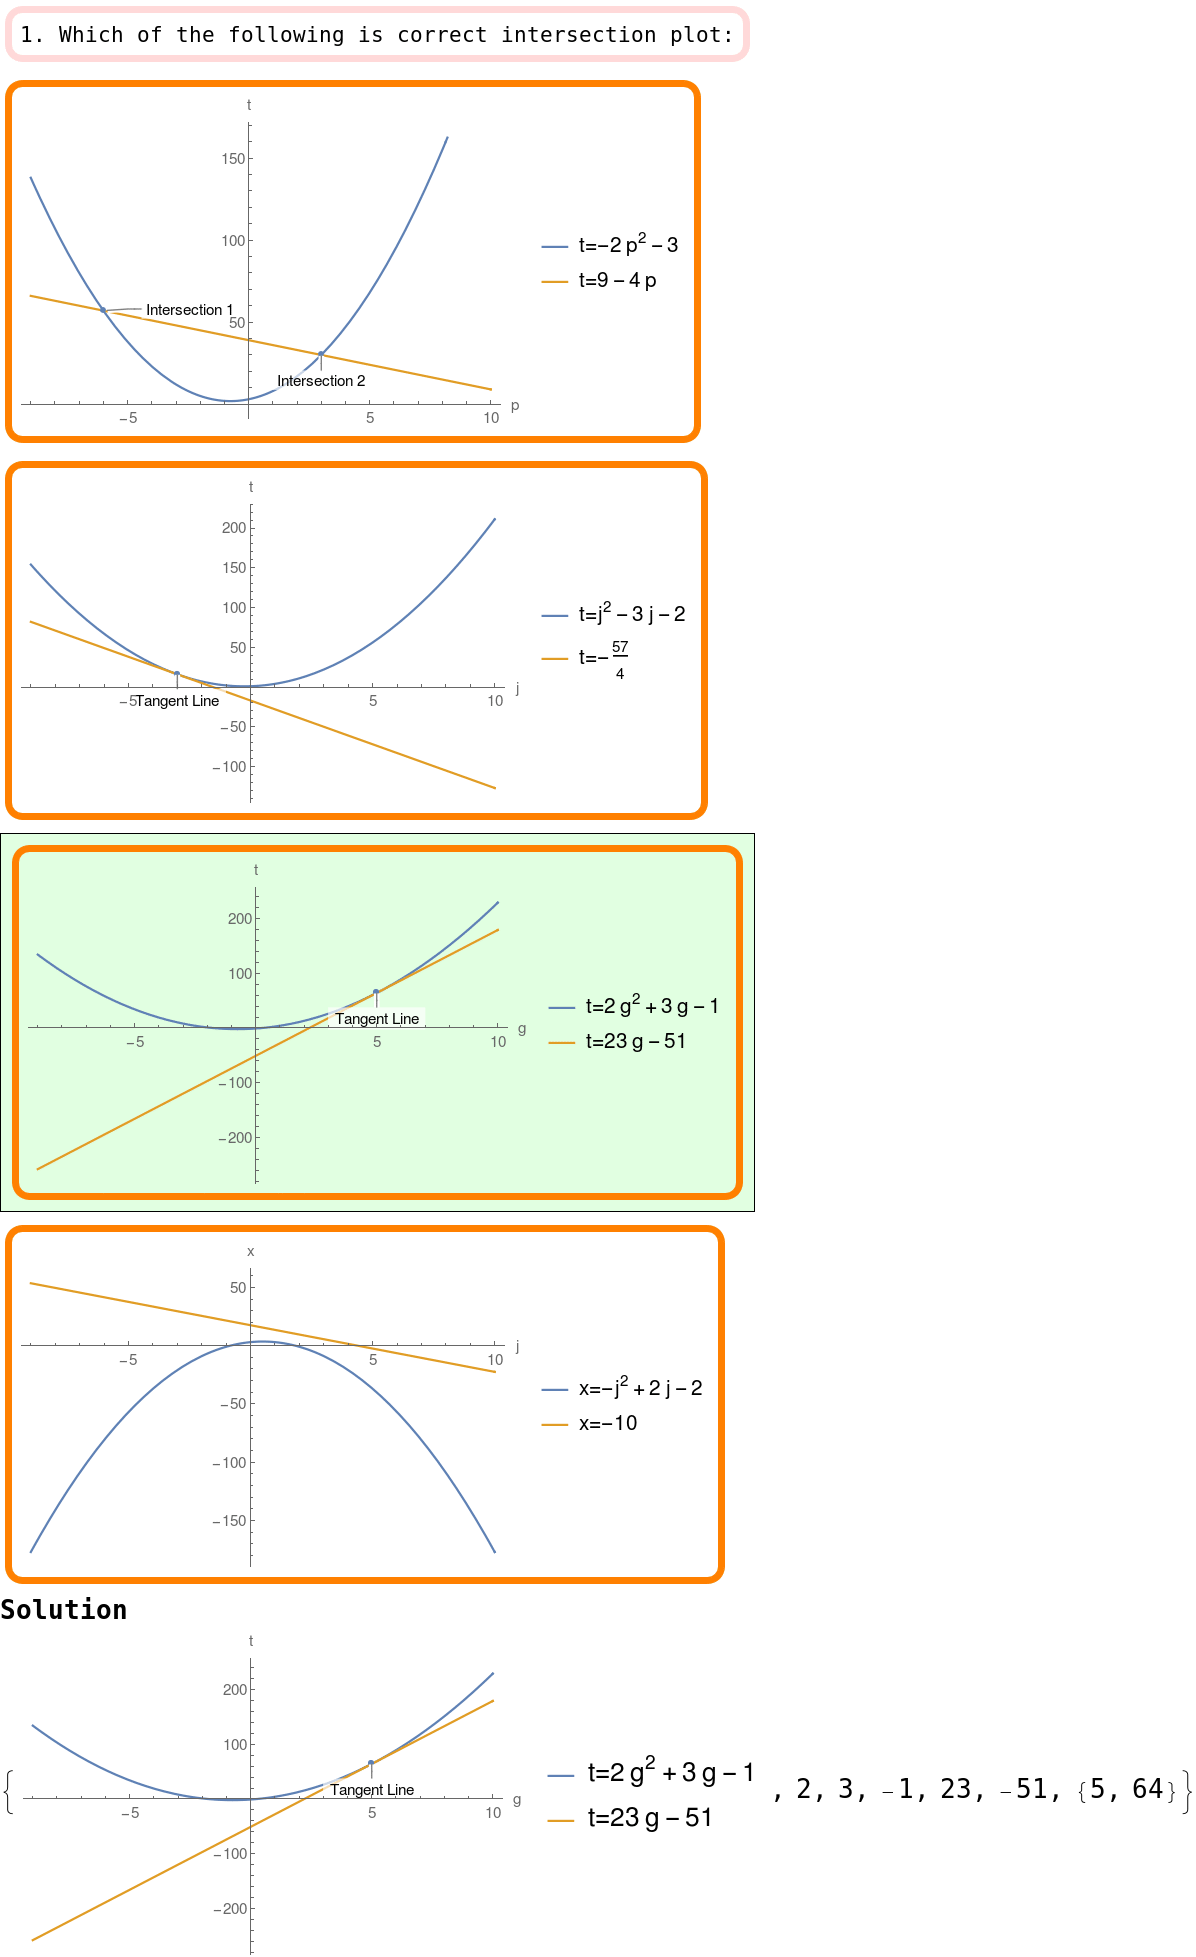 1. Which of the following is correct intersection plot:
t
150
100
50
Intersection 1
Intersection 2
−5
5
10
p
t=−2 p² − 3
t=9 − 4 p
t
200
150
100
50
−5
Tangent Line
5
10
j
−50
−100
t=j² − 3 j − 2
t=−57/4
t
200
100
Tangent Line
−5
5
10
g
−100
−200
t=2 g² + 3 g − 1
t=23 g − 51
x
50
−5
5
10
j
−50
−100
−150
x=−j² + 2 j − 2
x=−10
Solution
t
200
100
Tangent Line
−5
5
10
g
−100
−200
t=2 g² + 3 g − 1
t=23 g − 51
{ , 2, 3, −1, 23, −51, {5, 64}}